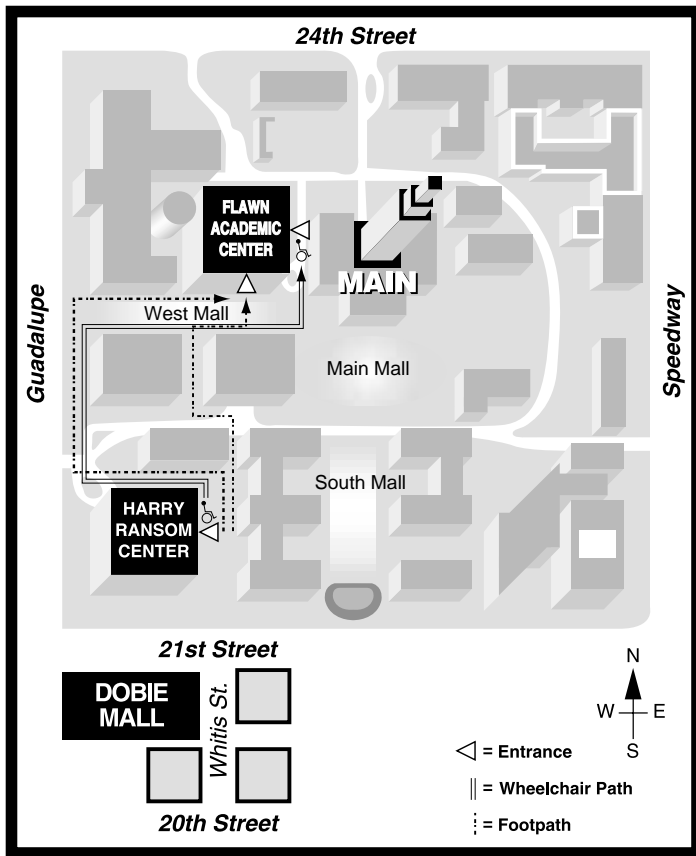 24th Street
FLAWN
ACADEMIC
CENTER
MAIN
West Mall
Guadalupe
Main Mall
Speedway
South Mall
HARRY
RANSOM
CENTER
21st Street
DOBIE
MALL
Whitis St.
20th Street
N
W E
S
= Entrance
= Wheelchair Path
= Footpath